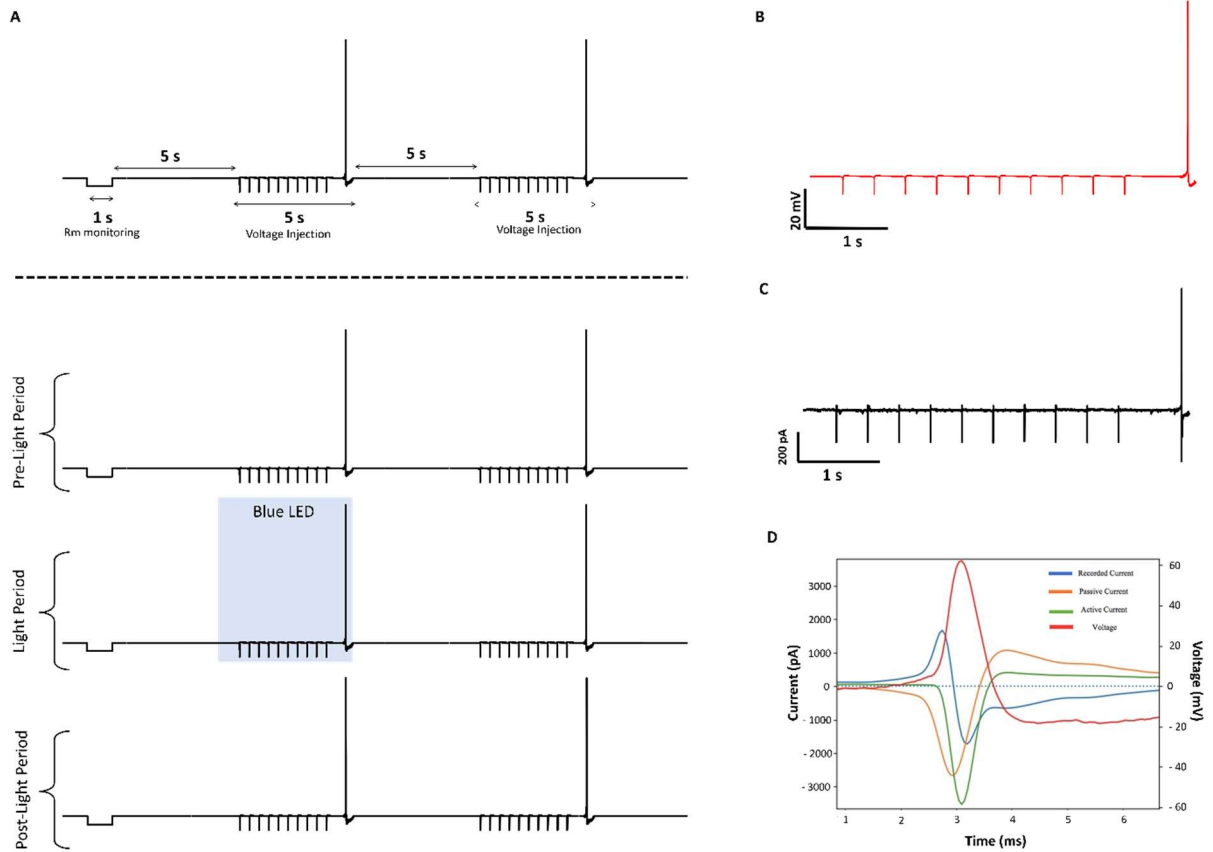 A
5 s
5 s
1 s
Rm monitoring
5 s
Voltage Injection
5 s
Voltage Injection
Pre-Light Period
Blue LED
Light Period
Post-Light Period
B
20 mV
1 s
C
200 pA
1 s
D
Recorded Current
Passive Current
Active Current
Voltage
Current (pA)
3000
2000
1000
0
- 1000
- 2000
- 3000
60
40
20
0
- 20
- 40
- 60
Voltage (mV)
1 2 3 4 5 6
Time (ms)